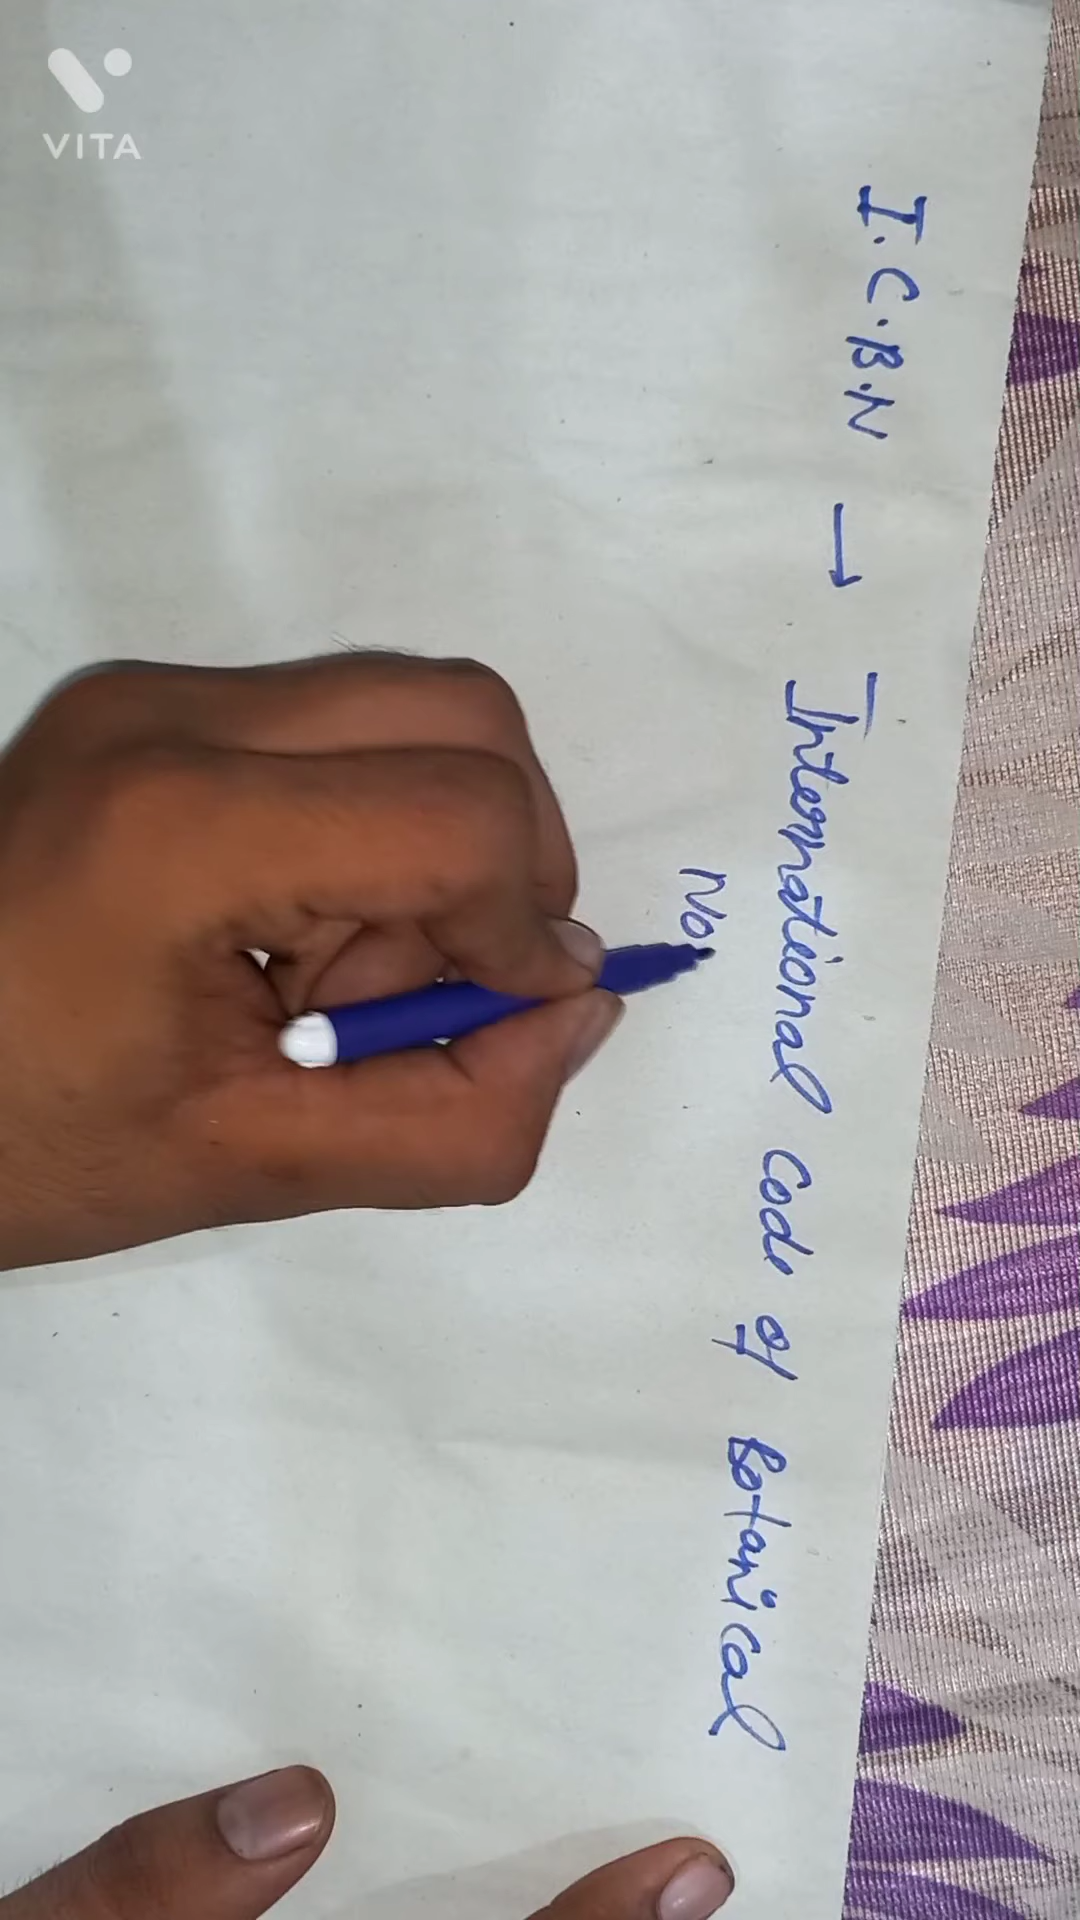 VITA
I.C.B.N → International Code of Botanical
No